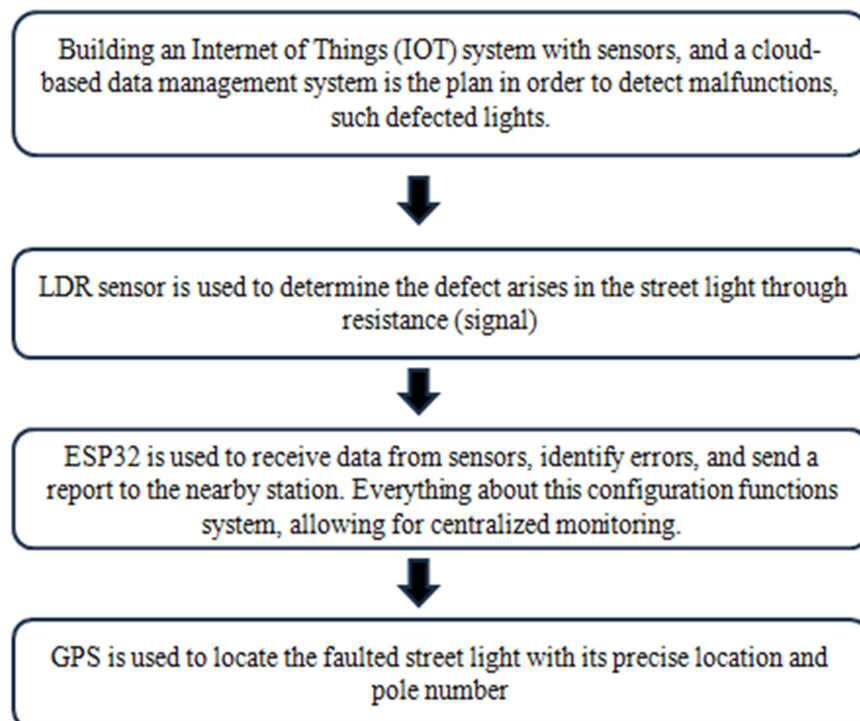 Building an Internet of Things (IOT) system with sensors, and a cloud-
based data management system is the plan in order to detect malfunctions,
such defected lights.
LDR sensor is used to determine the defect arises in the street light through
resistance (signal)
ESP32 is used to receive data from sensors, identify errors, and send a
report to the nearby station. Everything about this configuration functions
system, allowing for centralized monitoring.
GPS is used to locate the faulted street light with its precise location and
pole number